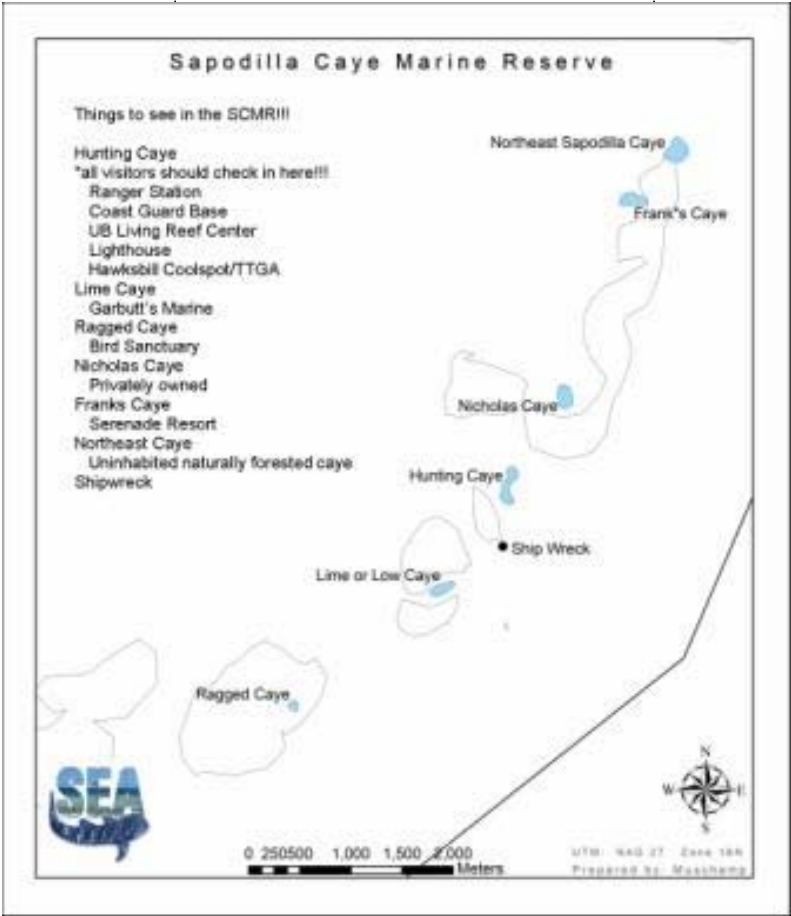 Sapodilla Caye Marine Reserve
Things to see in the SCMR!!!
Hunting Caye
*all visitors should check in here!!!
Ranger Station
Coast Guard Base
UB Living Reef Center
Lighthouse
Hawksbill Coolspot/TTGA
Lime Caye
Garbutt's Marine
Ragged Caye
Bird Sanctuary
Nicholas Caye
Privately owned
Franks Caye
Serenade Resort
Northeast Caye
Uninhabited naturally forested caye
Shipwreck
Northeast Sapodilla Caye
Frank"s Caye
Nicholas Caye
Hunting Caye
Ship Wreck
Lime or Low Caye
Ragged Caye
SEA
N
W E
S
0 250500 1,000 1,500 2,000
Meters
UTM: NAD 27 Zone 16N
Prepared by: Muschamp